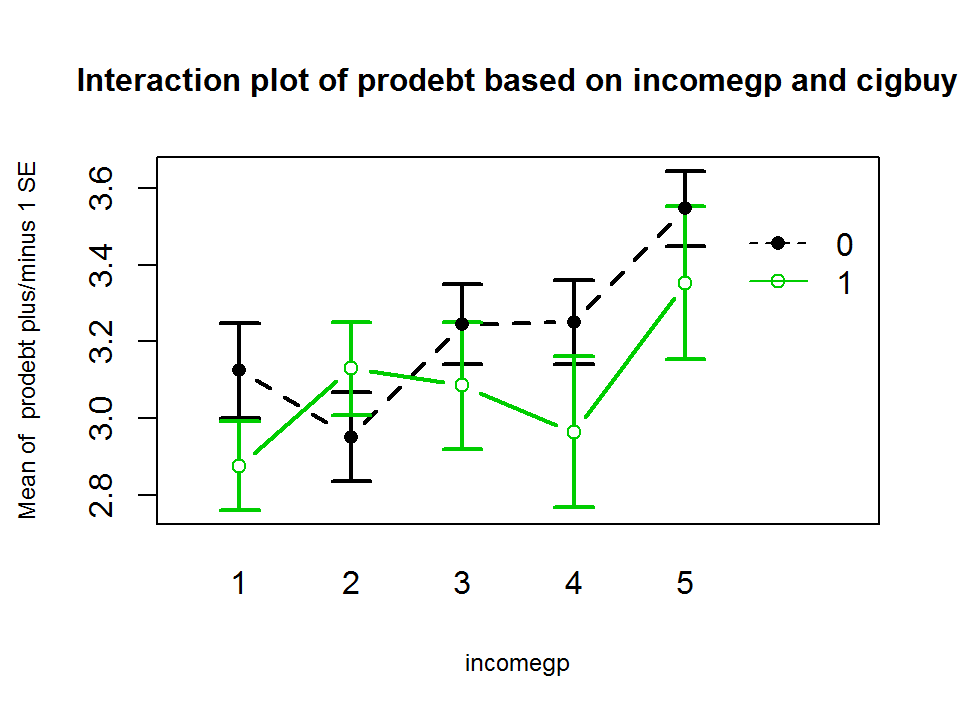 Interaction plot of prodebt based on incomegp and cigbuy
Mean of  prodebt plus/minus 1 SE
3.6
3.4
3.2
3.0
2.8
0
1
1 2 3 4 5
incomegp